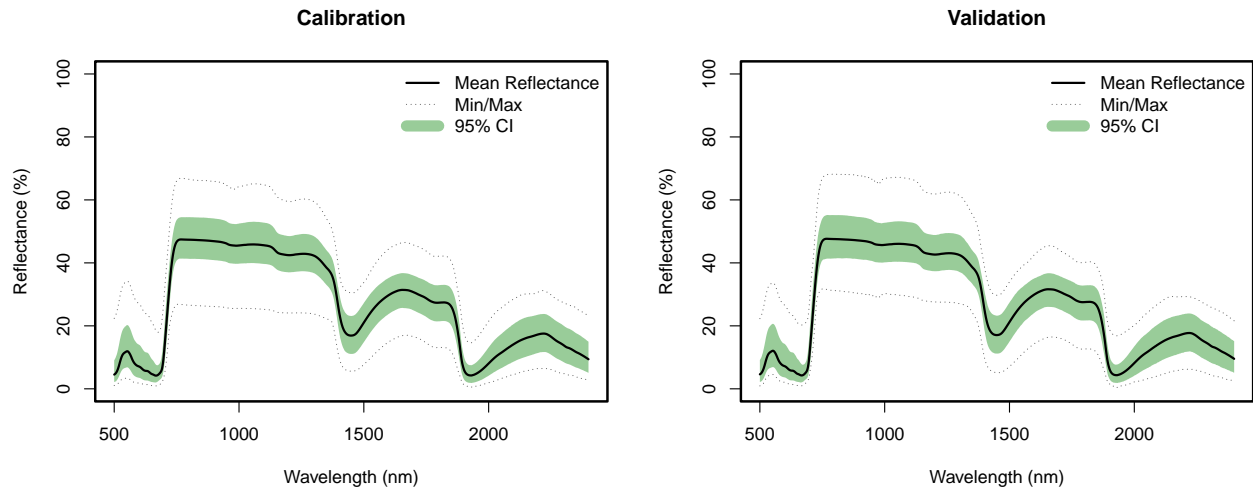 Calibration
Mean Reflectance
Min/Max
95% CI
Reflectance (%)
100
80
60
40
20
0
500
1000
1500
2000
Wavelength (nm)
Validation
Mean Reflectance
Min/Max
95% CI
Reflectance (%)
100
80
60
40
20
0
500
1000
1500
2000
Wavelength (nm)